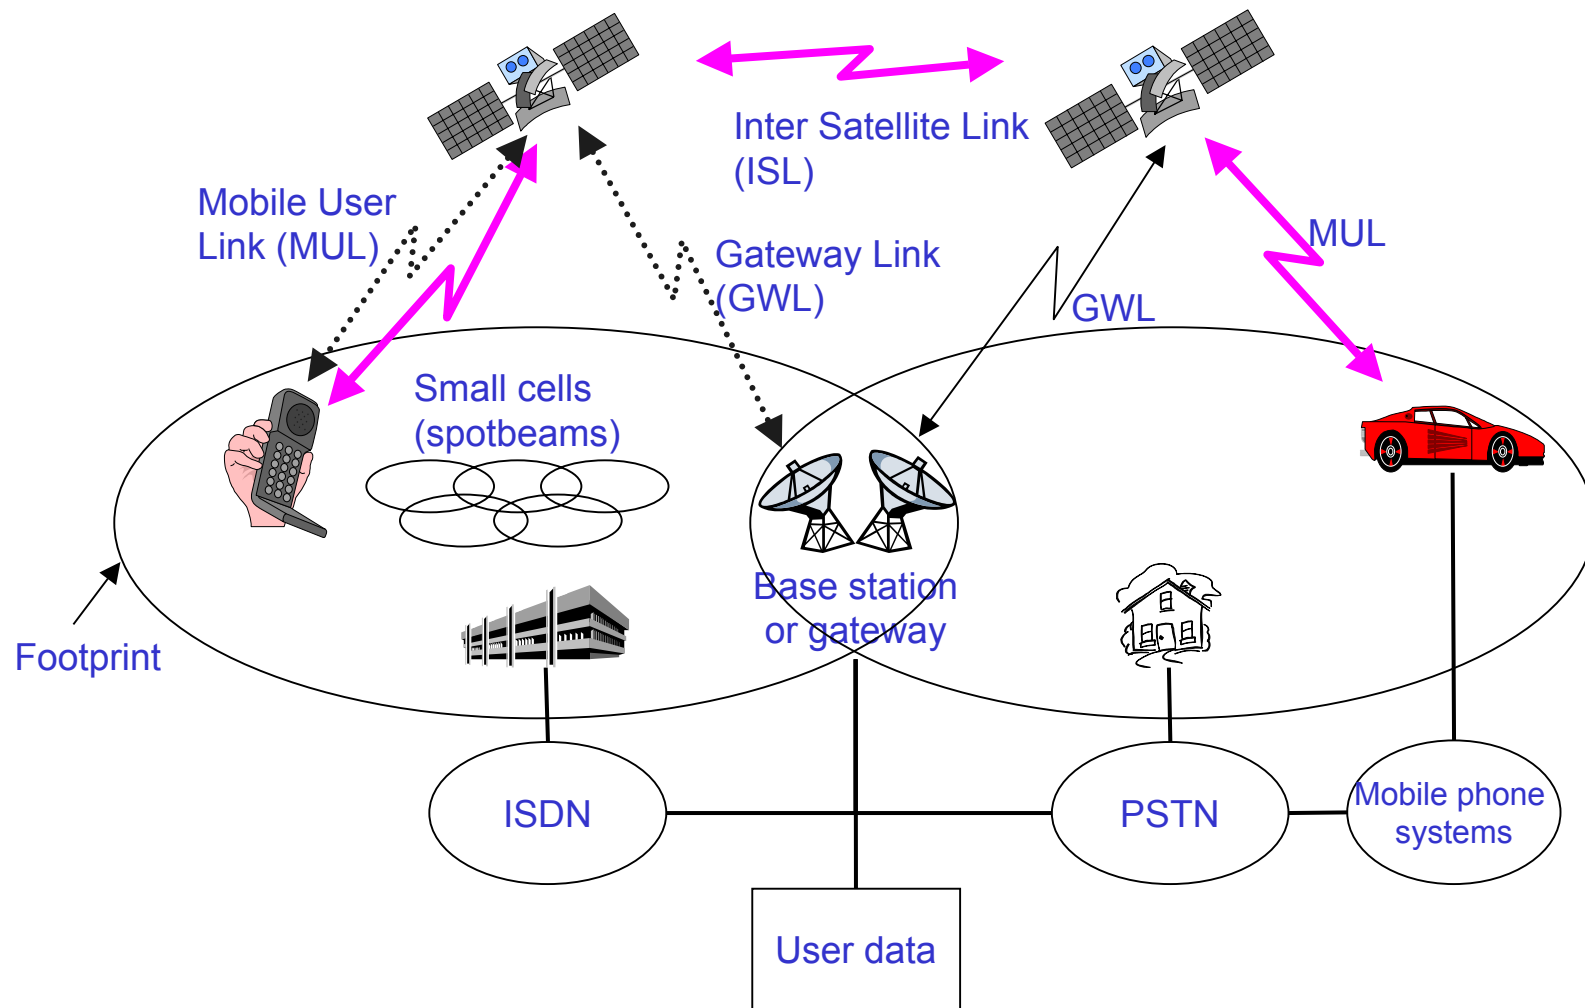 Inter Satellite Link
(ISL)
Mobile User
Link (MUL)
Gateway Link
(GWL)
MUL
GWL
Small cells
(spotbeams)
Base station
or gateway
Footprint
ISDN
PSTN
Mobile phone
systems
User data